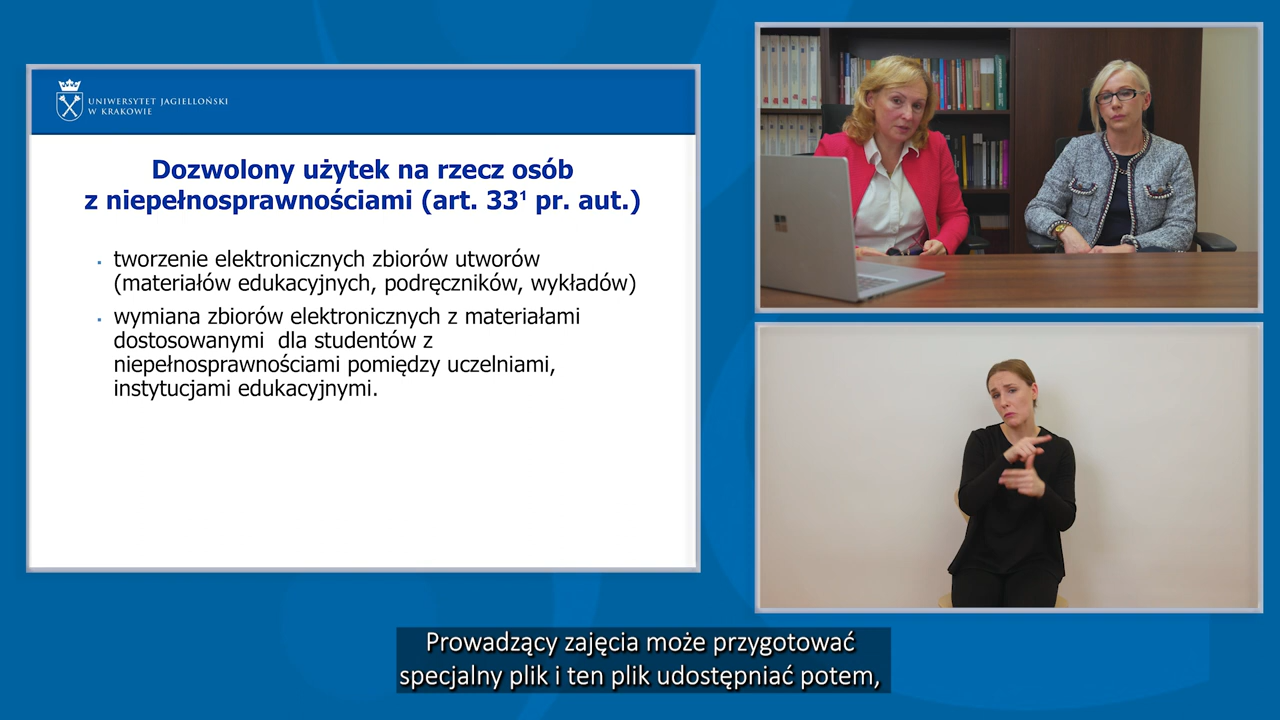 UNIWERSYTET JAGIELLOŃSKI
W KRAKOWIE
Dozwolony użytek na rzecz osób
z niepełnosprawnościami (art. 33¹ pr. aut.)
tworzenie elektronicznych zbiorów utworów
(materiałów edukacyjnych, podręczników, wykładów)
wymiana zbiorów elektronicznych z materiałami
dostosowanymi dla studentów z
niepełnosprawnościami pomiędzy uczelniami,
instytucjami edukacyjnymi.
Prowadzący zajęcia może przygotować
specjalny plik i ten plik udostępniać potem,